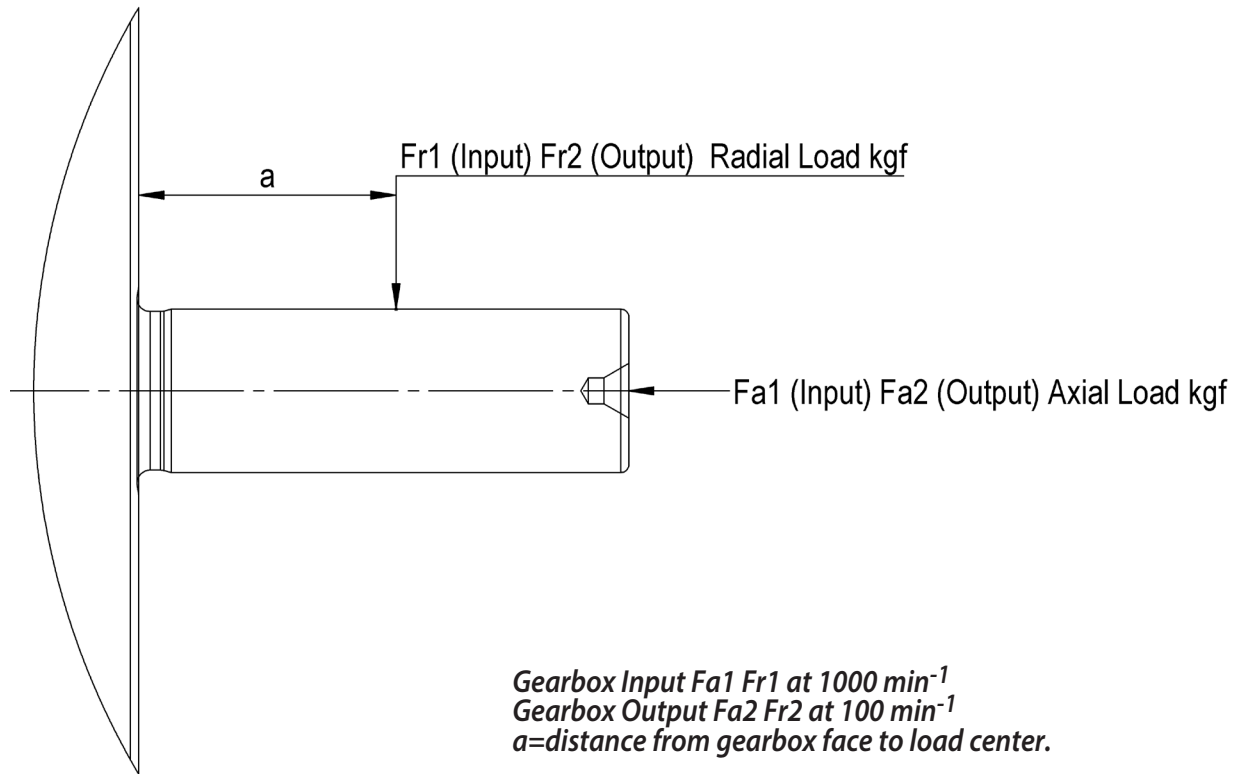 Fr1 (Input) Fr2 (Output) Radial Load kgf
a
Fa1 (Input) Fa2 (Output) Axial Load kgf
Gearbox Input Fa1 Fr1 at 1000 min-1
Gearbox Output Fa2 Fr2 at 100 min-1
a=distance from gearbox face to load center.